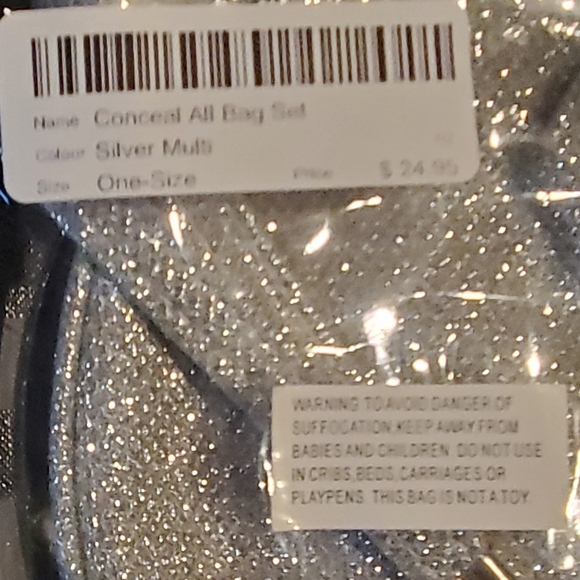 Name Conceal All Bag Set
Colour Silver Multi
Size One-Size Price $ 24.95
WARNING TO AVOID DANGER OF
SUFFOCATION, KEEP AWAY FROM
BABIES AND CHILDREN. DO NOT USE
IN CRIBS, BEDS, CARRIAGES OR
PLAYPENS. THIS BAG IS NOT A TOY